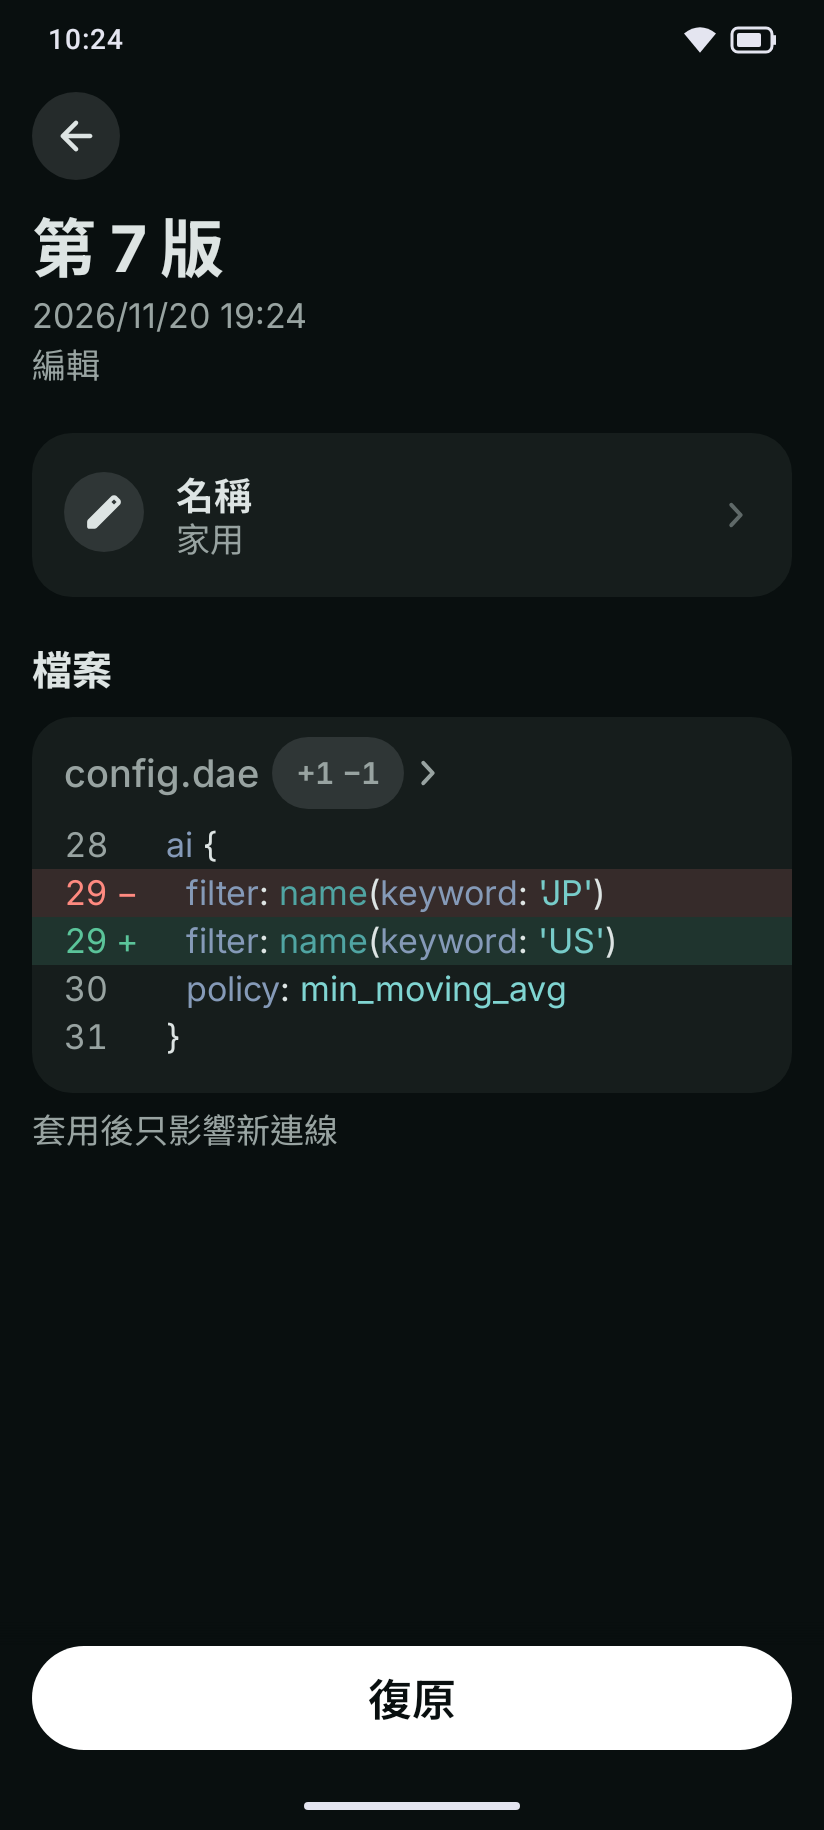 10:24
第 7 版
2026/11/20 19:24
編輯
名稱
家用
檔案
config.dae +1 −1
28 ai {
29 − filter: name(keyword: 'JP')
29 + filter: name(keyword: 'US')
30 policy: min_moving_avg
31 }
套用後只影響新連線
復原